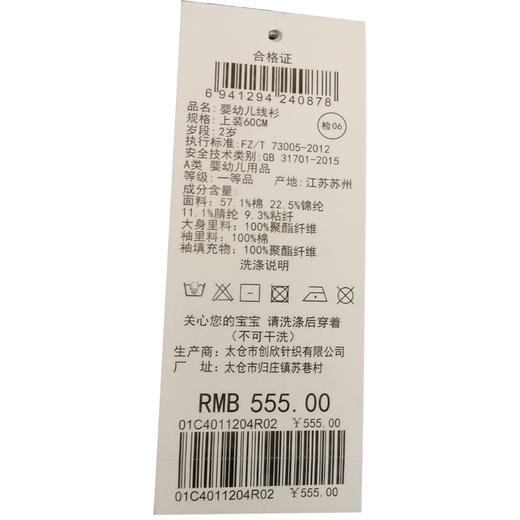 合格证
6 941294 240878
品名: 婴幼儿线衫
规格: 上装60CM
检06
岁段: 2岁
执行标准:FZ/T 73005-2012
安全技术类别:GB 31701-2015
A类 婴幼儿用品
等级: 一等品 产地: 江苏苏州
成分含量:
面料: 57.1%棉 22.5%锦纶
11.1%腈纶 9.3%粘纤
大身里料: 100%聚酯纤维
袖里料: 100%棉
袖填充物: 100%聚酯纤维
洗涤说明
关心您的宝宝 请洗涤后穿着
(不可干洗)
生产商: 太仓市创欣针织有限公司
厂 址: 太仓市归庄镇苏巷村
RMB 555.00
01C4011204R02 ¥555.00
01C4011204R02 ¥555.00